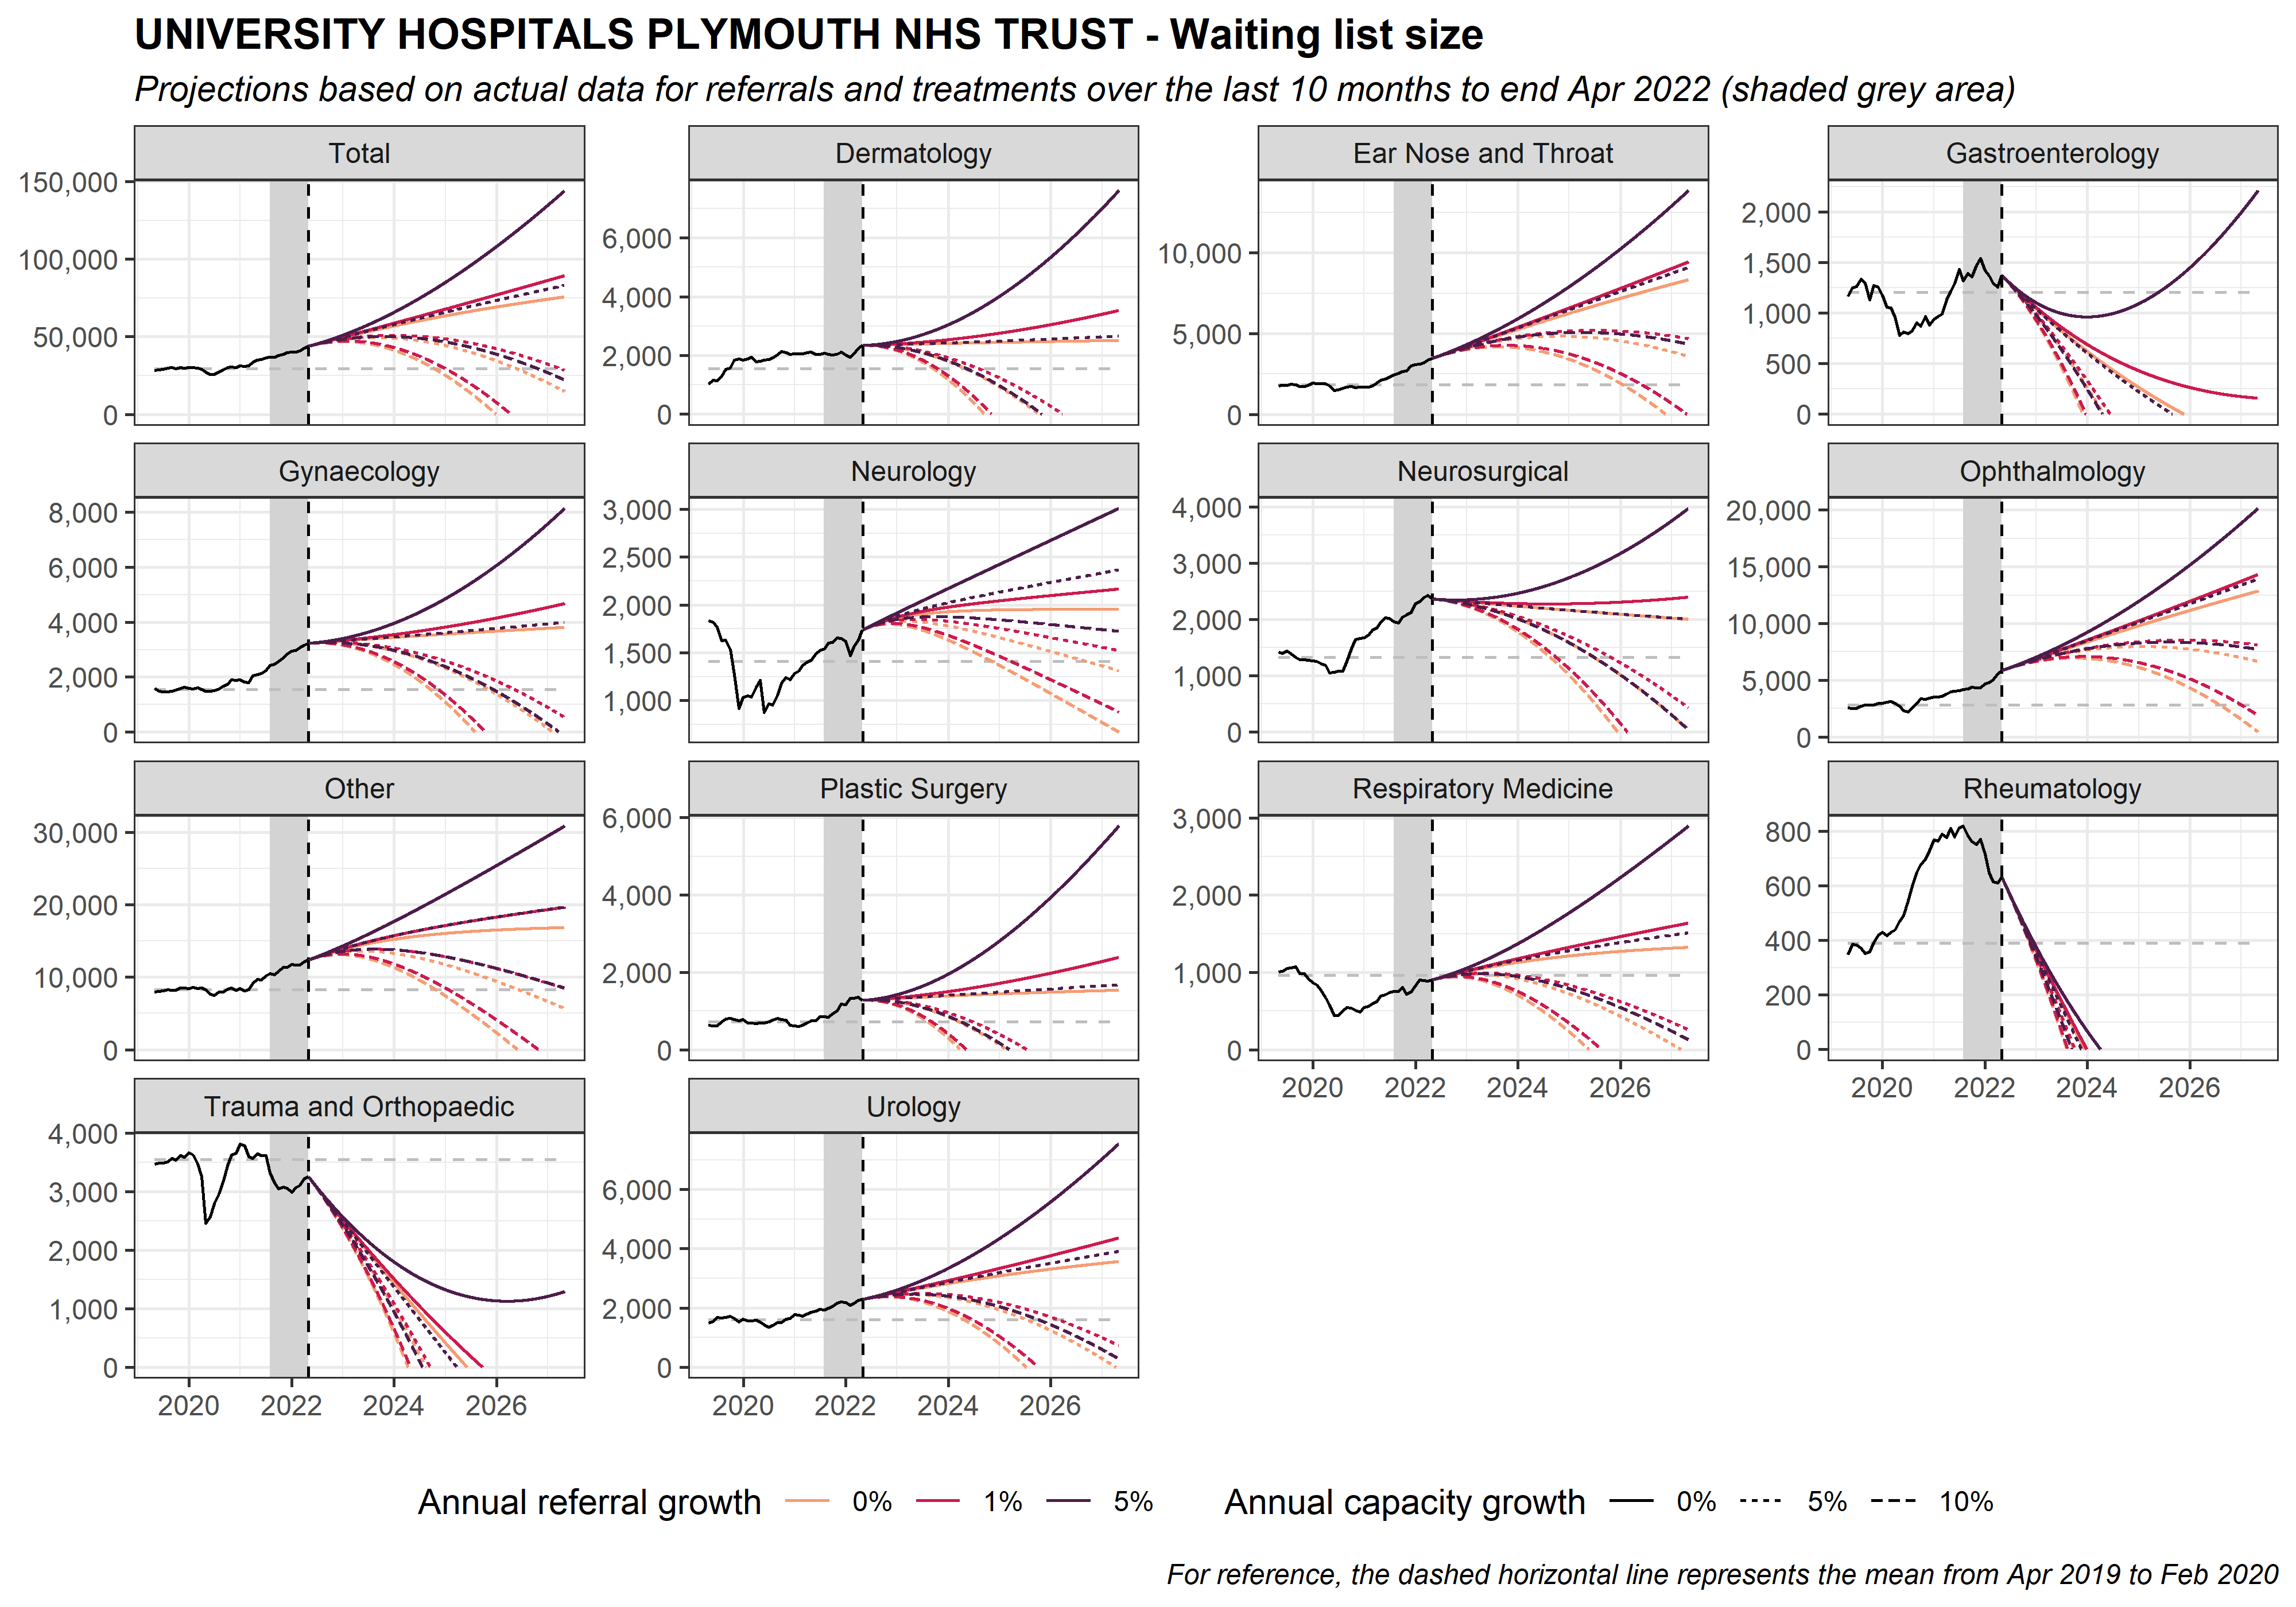 UNIVERSITY HOSPITALS PLYMOUTH NHS TRUST - Waiting list size
Projections based on actual data for referrals and treatments over the last 10 months to end Apr 2022 (shaded grey area)
Total
150,000
100,000
50,000
0
Dermatology
6,000
4,000
2,000
0
Ear Nose and Throat
10,000
5,000
0
Gastroenterology
2,000
1,500
1,000
500
0
Gynaecology
8,000
6,000
4,000
2,000
0
Neurology
3,000
2,500
2,000
1,500
1,000
Neurosurgical
4,000
3,000
2,000
1,000
0
Ophthalmology
20,000
15,000
10,000
5,000
0
Other
30,000
20,000
10,000
0
Plastic Surgery
6,000
4,000
2,000
0
Respiratory Medicine
3,000
2,000
1,000
0
2020 2022 2024 2026
Rheumatology
800
600
400
200
0
2020 2022 2024 2026
Trauma and Orthopaedic
4,000
3,000
2,000
1,000
0
2020 2022 2024 2026
Urology
6,000
4,000
2,000
0
2020 2022 2024 2026
Annual referral growth 0% 1% 5% Annual capacity growth 0% 5% 10%
For reference, the dashed horizontal line represents the mean from Apr 2019 to Feb 2020